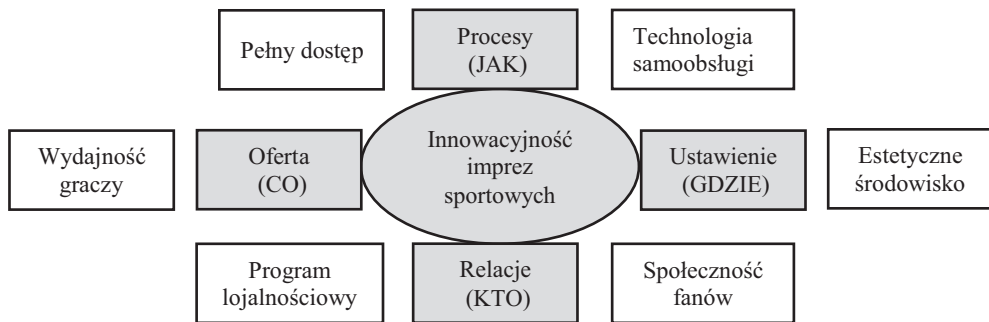 Pełny dostęp
Procesy
(JAK)
Technologia
samoobsługi
Wydajność
graczy
Oferta
(CO)
Innowacyjność
imprez
sportowych
Ustawienie
(GDZIE)
Estetyczne
środowisko
Program
lojalnościowy
Relacje
(KTO)
Społeczność
fanów